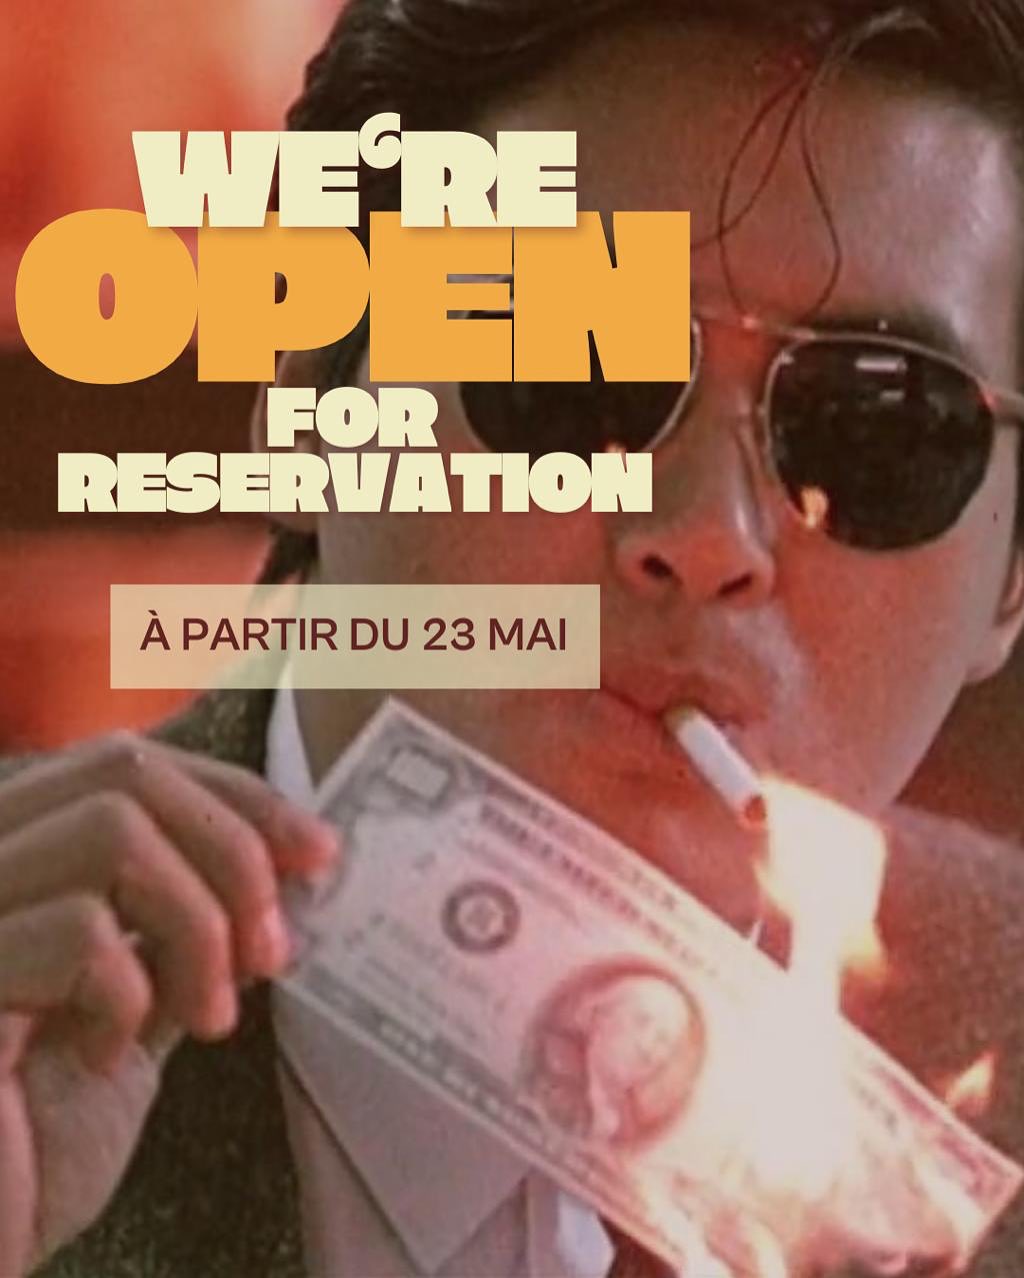 WE‘RE
OPEN
FOR
RESERVATION
À PARTIR DU 23 MAI